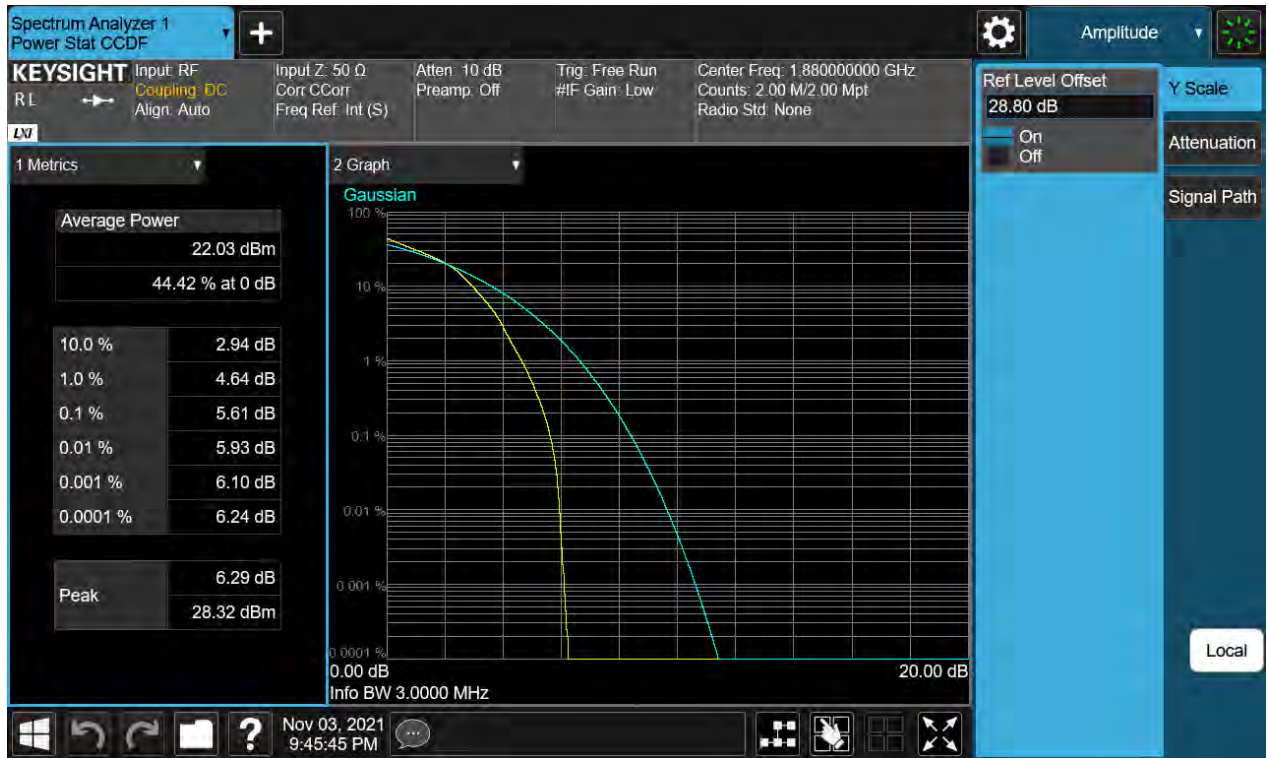 Spectrum Analyzer 1
Power Stat CCDF
+
Amplitude
KEYSIGHT
RL
LXI
Input: RF
Coupling: DC
Align: Auto
Input Z: 50 Ω
Corr CCorr
Freq Ref: Int (S)
Atten: 10 dB
Preamp: Off
Trig: Free Run
#IF Gain: Low
Center Freq: 1.880000000 GHz
Counts: 2.00 M/2.00 Mpt
Radio Std: None
Ref Level Offset
28.80 dB
On
Off
Y Scale
Attenuation
Signal Path
Local
1 Metrics
Average Power
22.03 dBm
44.42 % at 0 dB
10.0 % 2.94 dB
1.0 % 4.64 dB
0.1 % 5.61 dB
0.01 % 5.93 dB
0.001 % 6.10 dB
0.0001 % 6.24 dB
Peak 6.29 dB
28.32 dBm
2 Graph
Gaussian
100 %
10 %
1 %
0.1 %
0.01 %
0.001 %
0.0001 %
0.00 dB 20.00 dB
Info BW 3.0000 MHz
?
Nov 03, 2021
9:45:45 PM